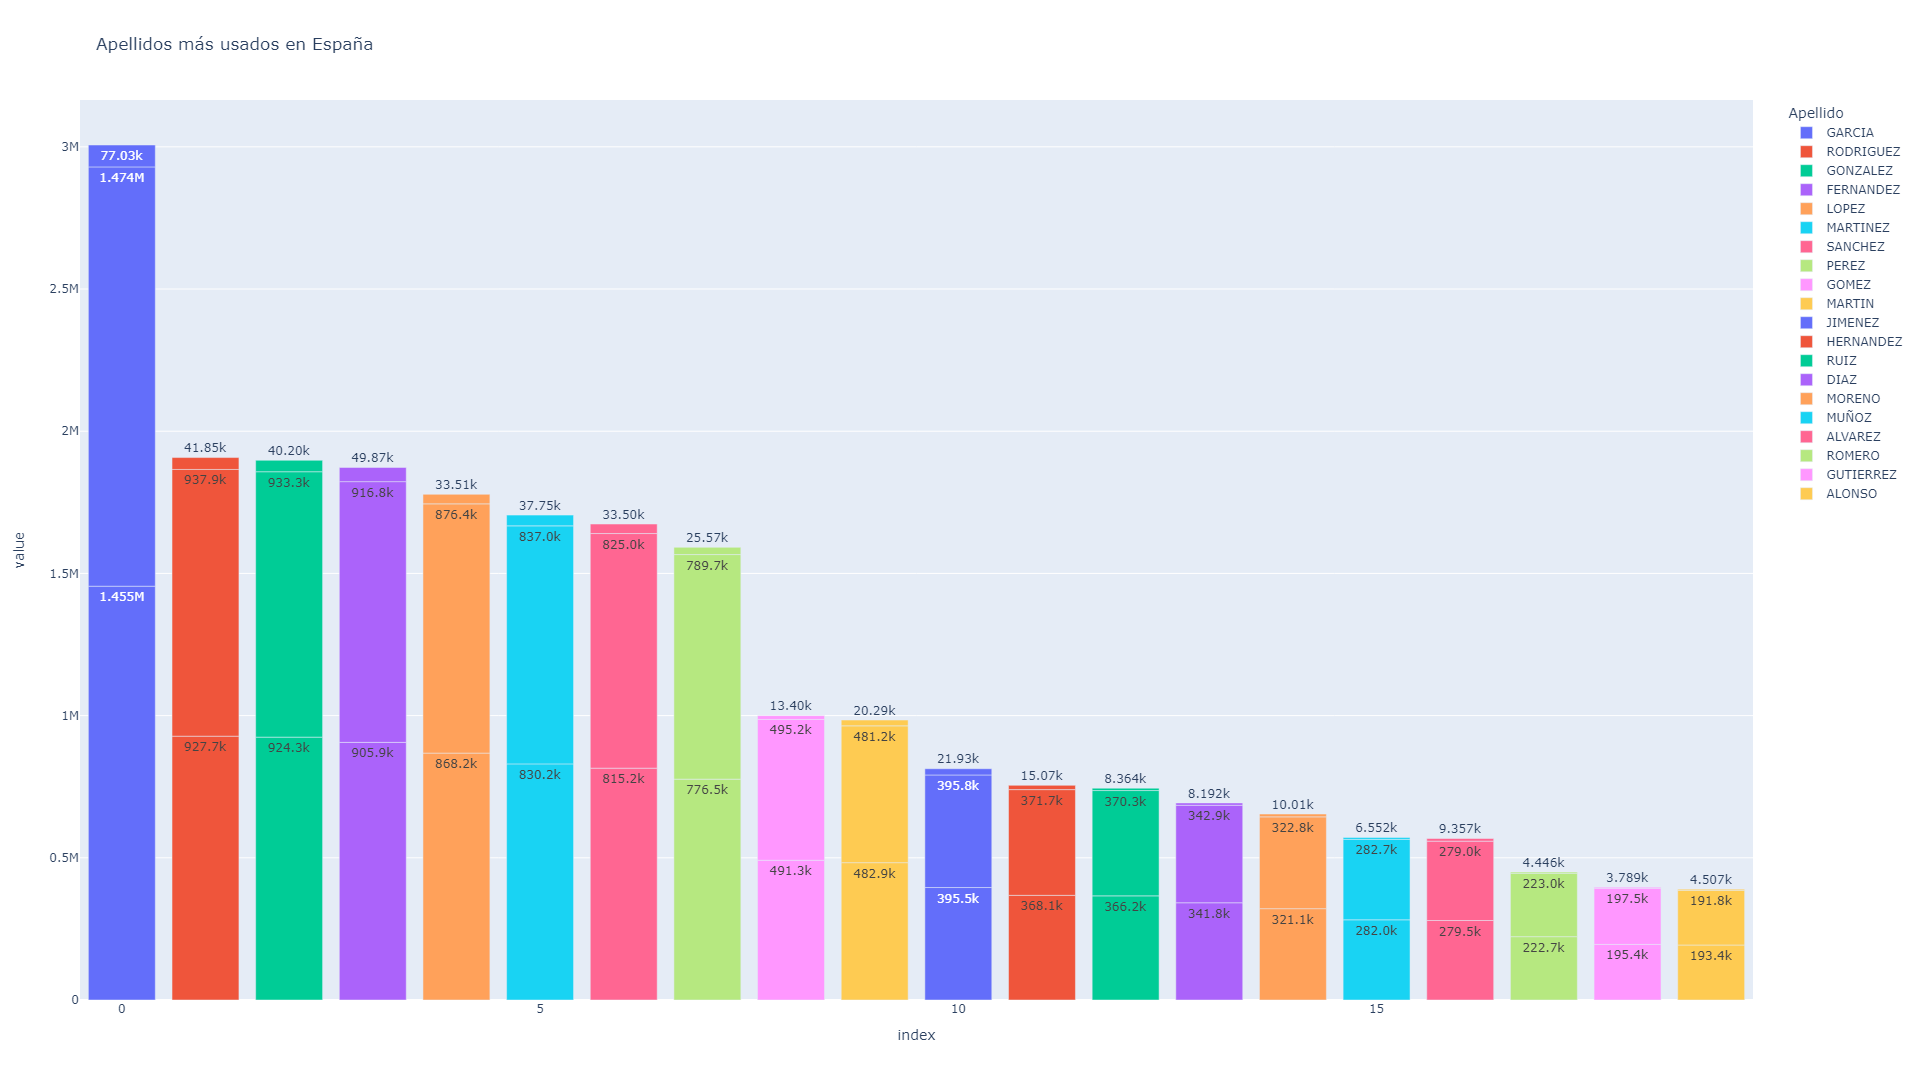 Apellidos más usados en España
value
3M
2.5M
2M
1.5M
1M
0.5M
0
77.03k
1.474M
1.455M
41.85k
937.9k
927.7k
40.20k
933.3k
924.3k
49.87k
916.8k
905.9k
33.51k
876.4k
868.2k
37.75k
837.0k
830.2k
33.50k
825.0k
815.2k
25.57k
789.7k
776.5k
13.40k
495.2k
491.3k
20.29k
481.2k
482.9k
21.93k
395.8k
395.5k
15.07k
371.7k
368.1k
8.364k
370.3k
366.2k
8.192k
342.9k
341.8k
10.01k
322.8k
321.1k
6.552k
282.7k
282.0k
9.357k
279.0k
279.5k
4.446k
223.0k
222.7k
3.789k
197.5k
195.4k
4.507k
191.8k
193.4k
0
5
10
15
index
Apellido
GARCIA
RODRIGUEZ
GONZALEZ
FERNANDEZ
LOPEZ
MARTINEZ
SANCHEZ
PEREZ
GOMEZ
MARTIN
JIMENEZ
HERNANDEZ
RUIZ
DIAZ
MORENO
MUÑOZ
ALVAREZ
ROMERO
GUTIERREZ
ALONSO